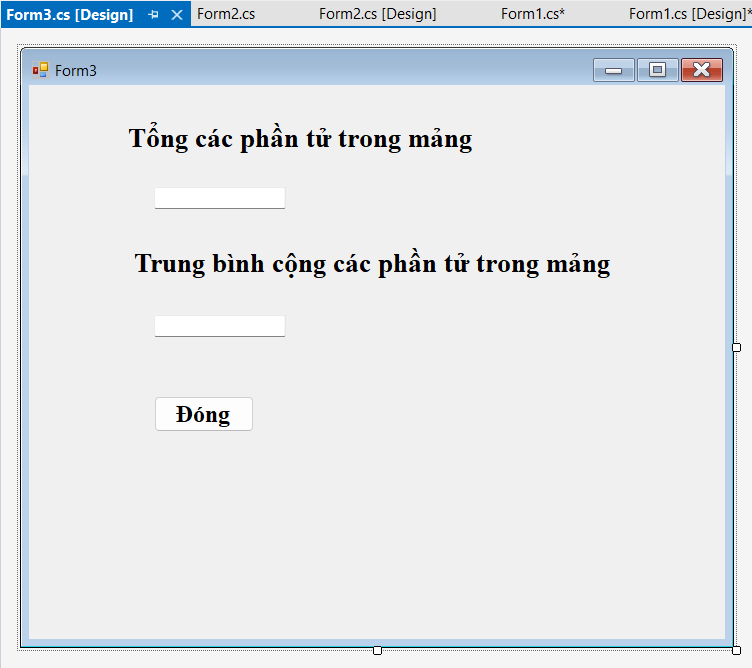 Form3.cs [Design] Form2.cs Form2.cs [Design] Form1.cs* Form1.cs [Design]*
Form3
Tổng các phần tử trong mảng
Trung bình cộng các phần tử trong mảng
Đóng